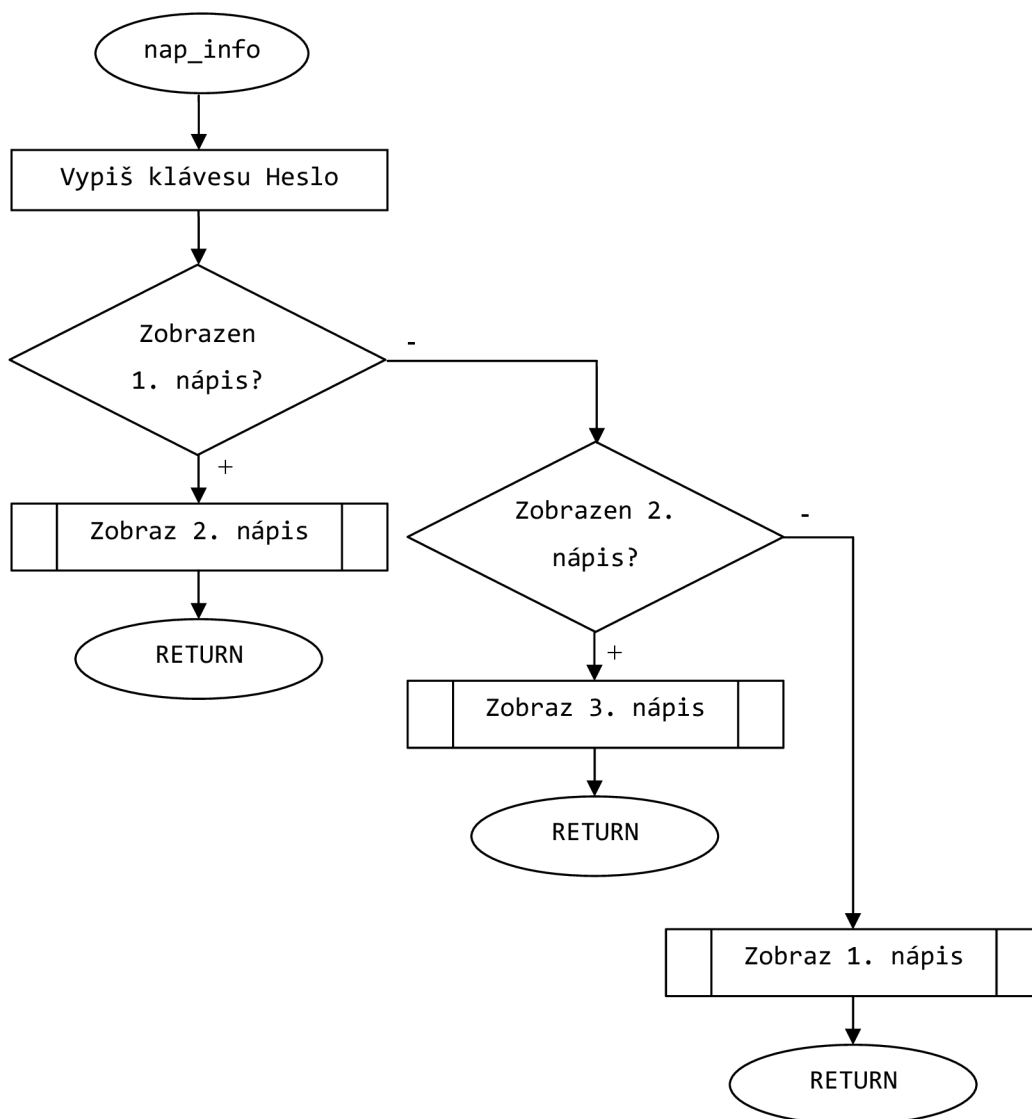 nap_info
Vypiš klávesu Heslo
Zobrazen
1. nápis?
-
+
Zobraz 2. nápis
RETURN
Zobrazen 2.
nápis?
-
+
Zobraz 3. nápis
RETURN
Zobraz 1. nápis
RETURN